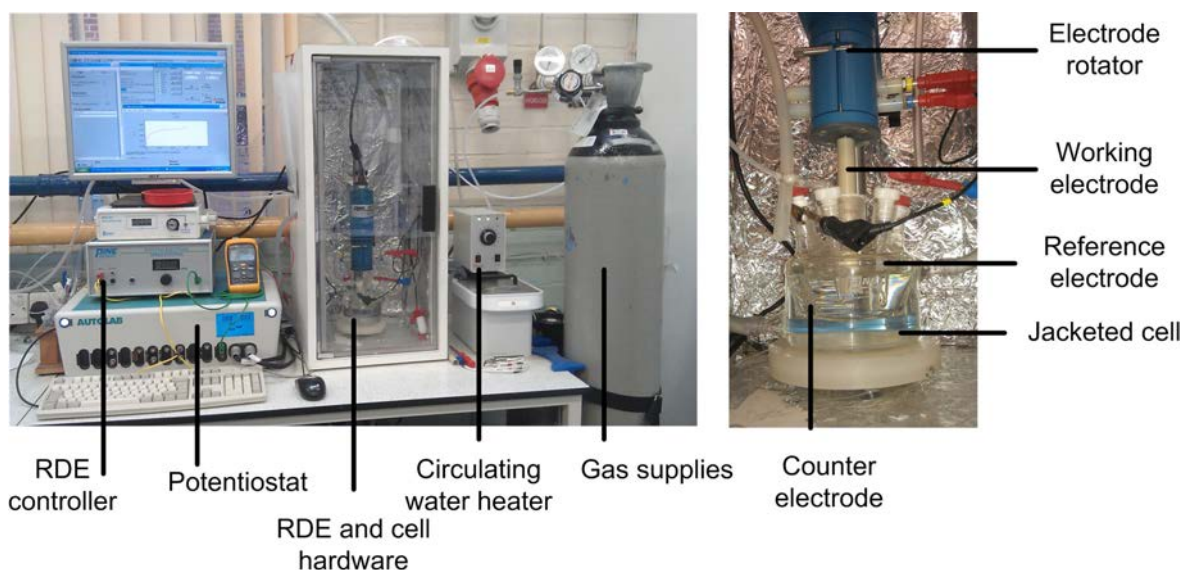 Electrode
rotator
Working
electrode
Reference
electrode
Jacketed cell
PINE
AUTOLAB
RDE
controller
Potentiostat
RDE and cell
hardware
Circulating
water heater
Gas supplies
Counter
electrode